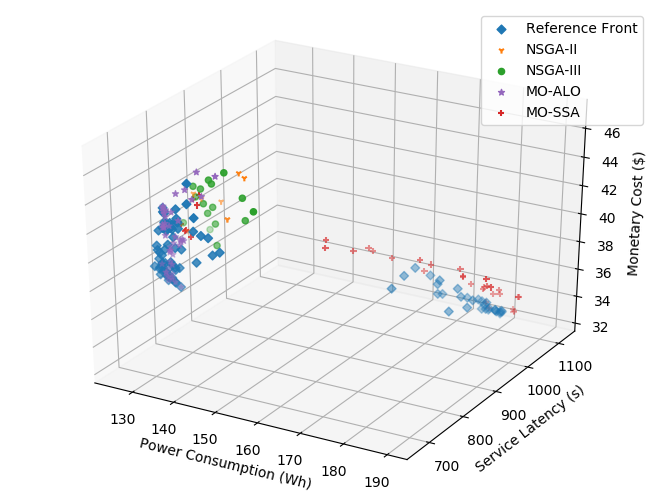 Reference Front
NSGA-II
NSGA-III
MO-ALO
MO-SSA
46
44
42
40
38
36
34
32
Monetary Cost ($)
1100
1000
900
800
700
Service Latency (s)
130
140
150
160
170
180
190
Power Consumption (Wh)